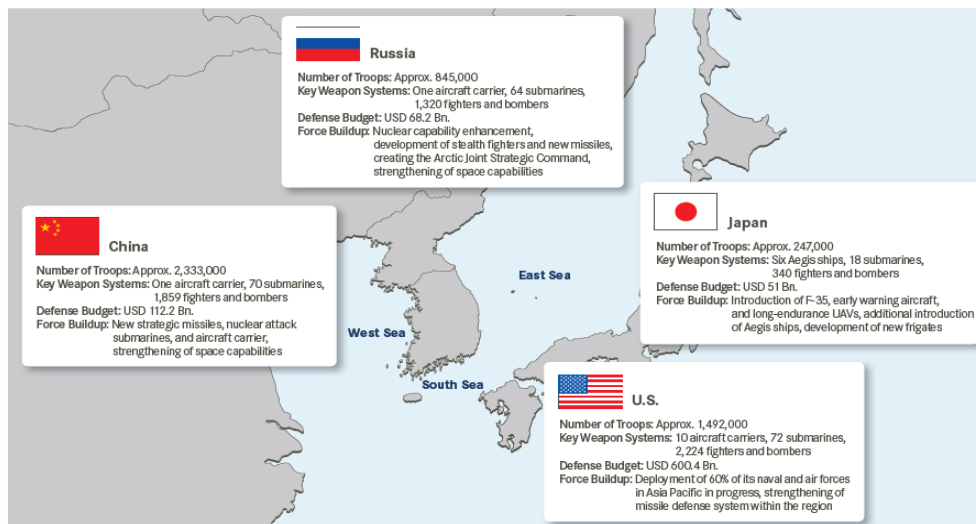 Russia
Number of Troops: Approx. 845,000
Key Weapon Systems: One aircraft carrier, 64 submarines,
1,320 fighters and bombers
Defense Budget: USD 68.2 Bn.
Force Buildup: Nuclear capability enhancement,
development of stealth fighters and new missiles,
creating the Arctic Joint Strategic Command,
strengthening of space capabilities
China
Number of Troops: Approx. 2,333,000
Key Weapon Systems: One aircraft carrier, 70 submarines,
1,859 fighters and bombers
Defense Budget: USD 112.2 Bn.
Force Buildup: New strategic missiles, nuclear attack
submarines, and aircraft carrier,
strengthening of space capabilities
Japan
Number of Troops: Approx. 247,000
Key Weapon Systems: Six Aegis ships, 18 submarines,
340 fighters and bombers
Defense Budget: USD 51 Bn.
Force Buildup: Introduction of F-35, early warning aircraft,
and long-endurance UAVs, additional introduction
of Aegis ships, development of new frigates
East Sea
West Sea
South Sea
U.S.
Number of Troops: Approx. 1,492,000
Key Weapon Systems: 10 aircraft carriers, 72 submarines,
2,224 fighters and bombers
Defense Budget: USD 600.4 Bn.
Force Buildup: Deployment of 60% of its naval and air forces
in Asia Pacific in progress, strengthening of
missile defense system within the region